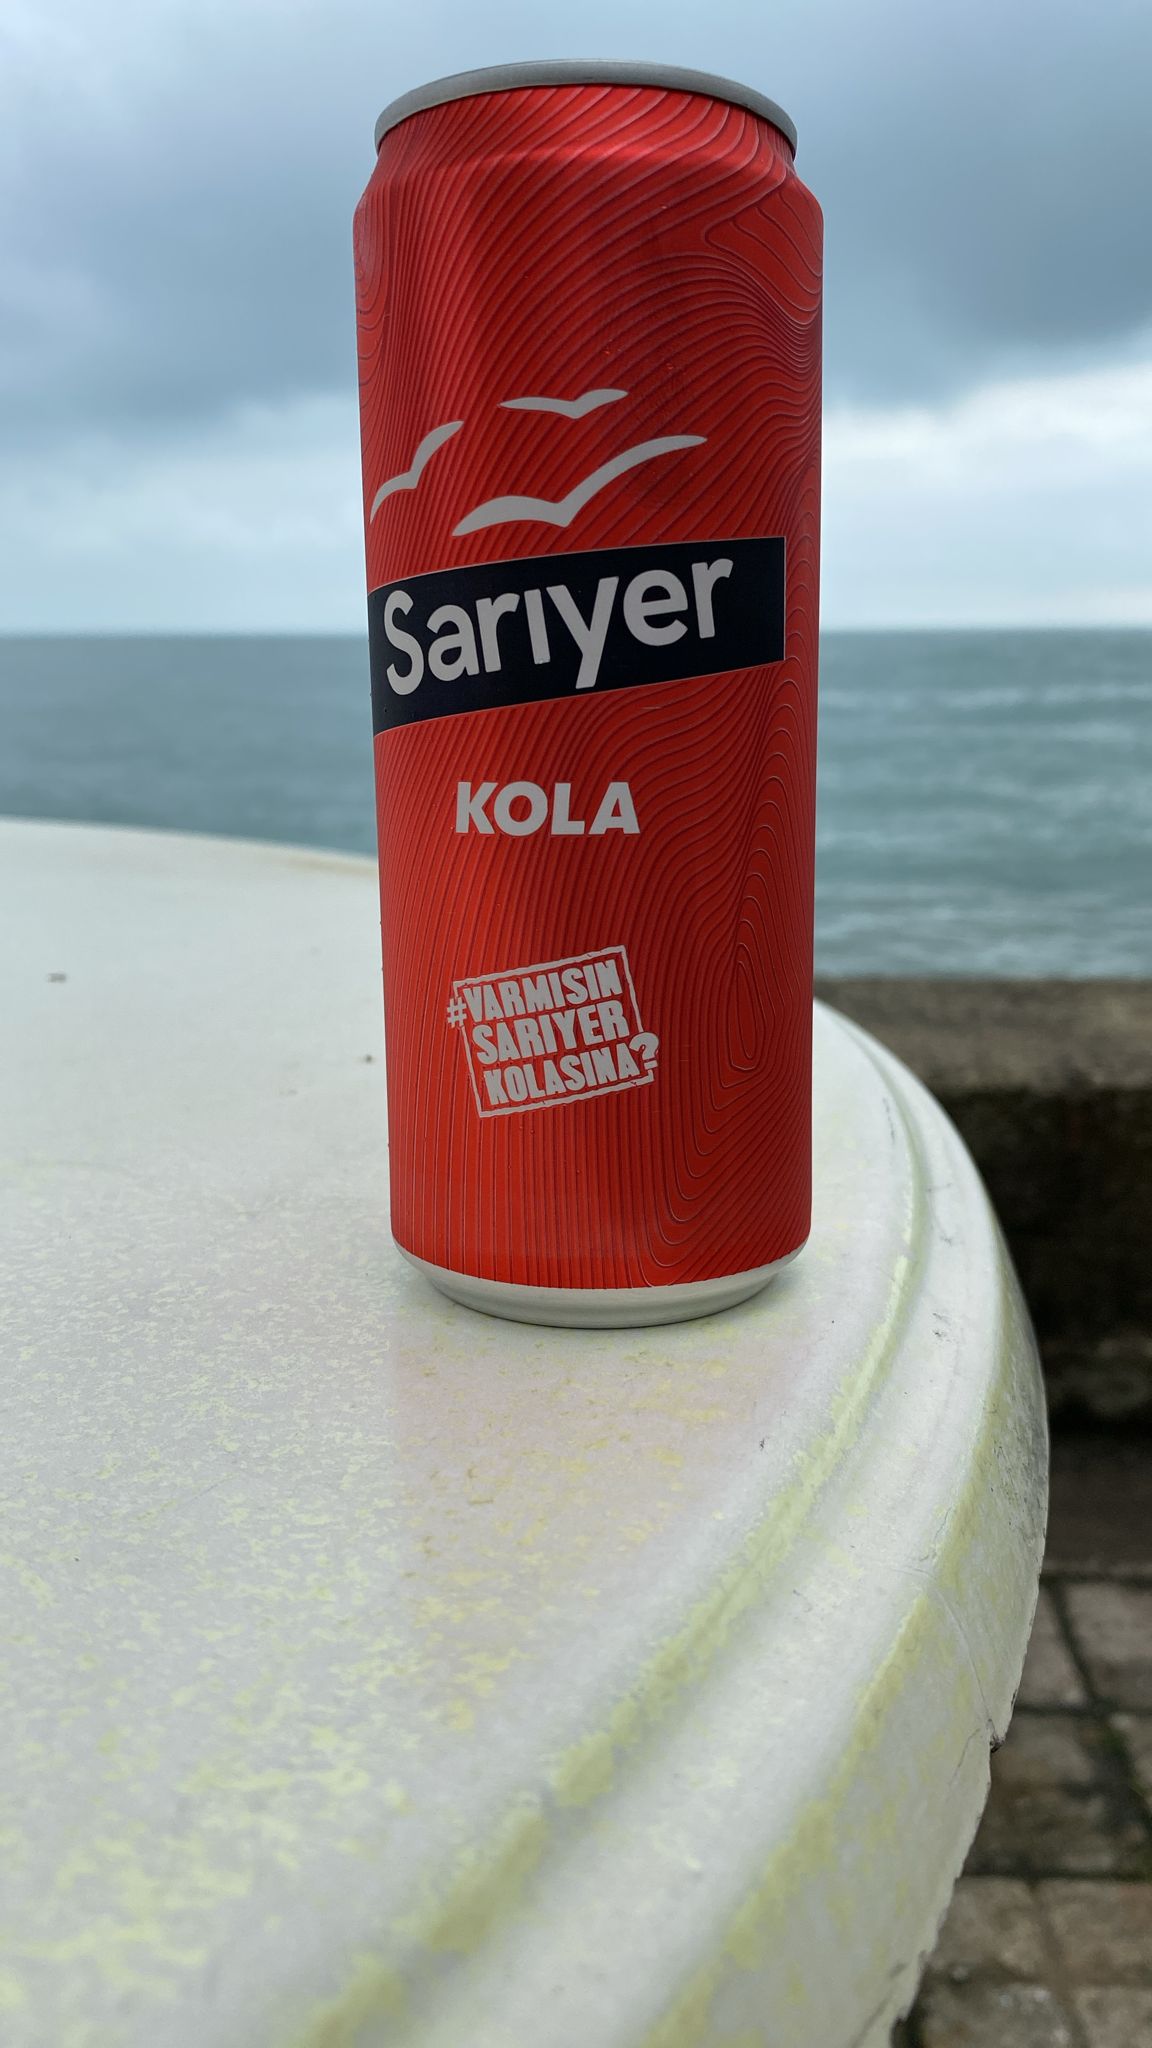 Sarıyer
KOLA
#VARMISIN
SARIYER
KOLASINA?